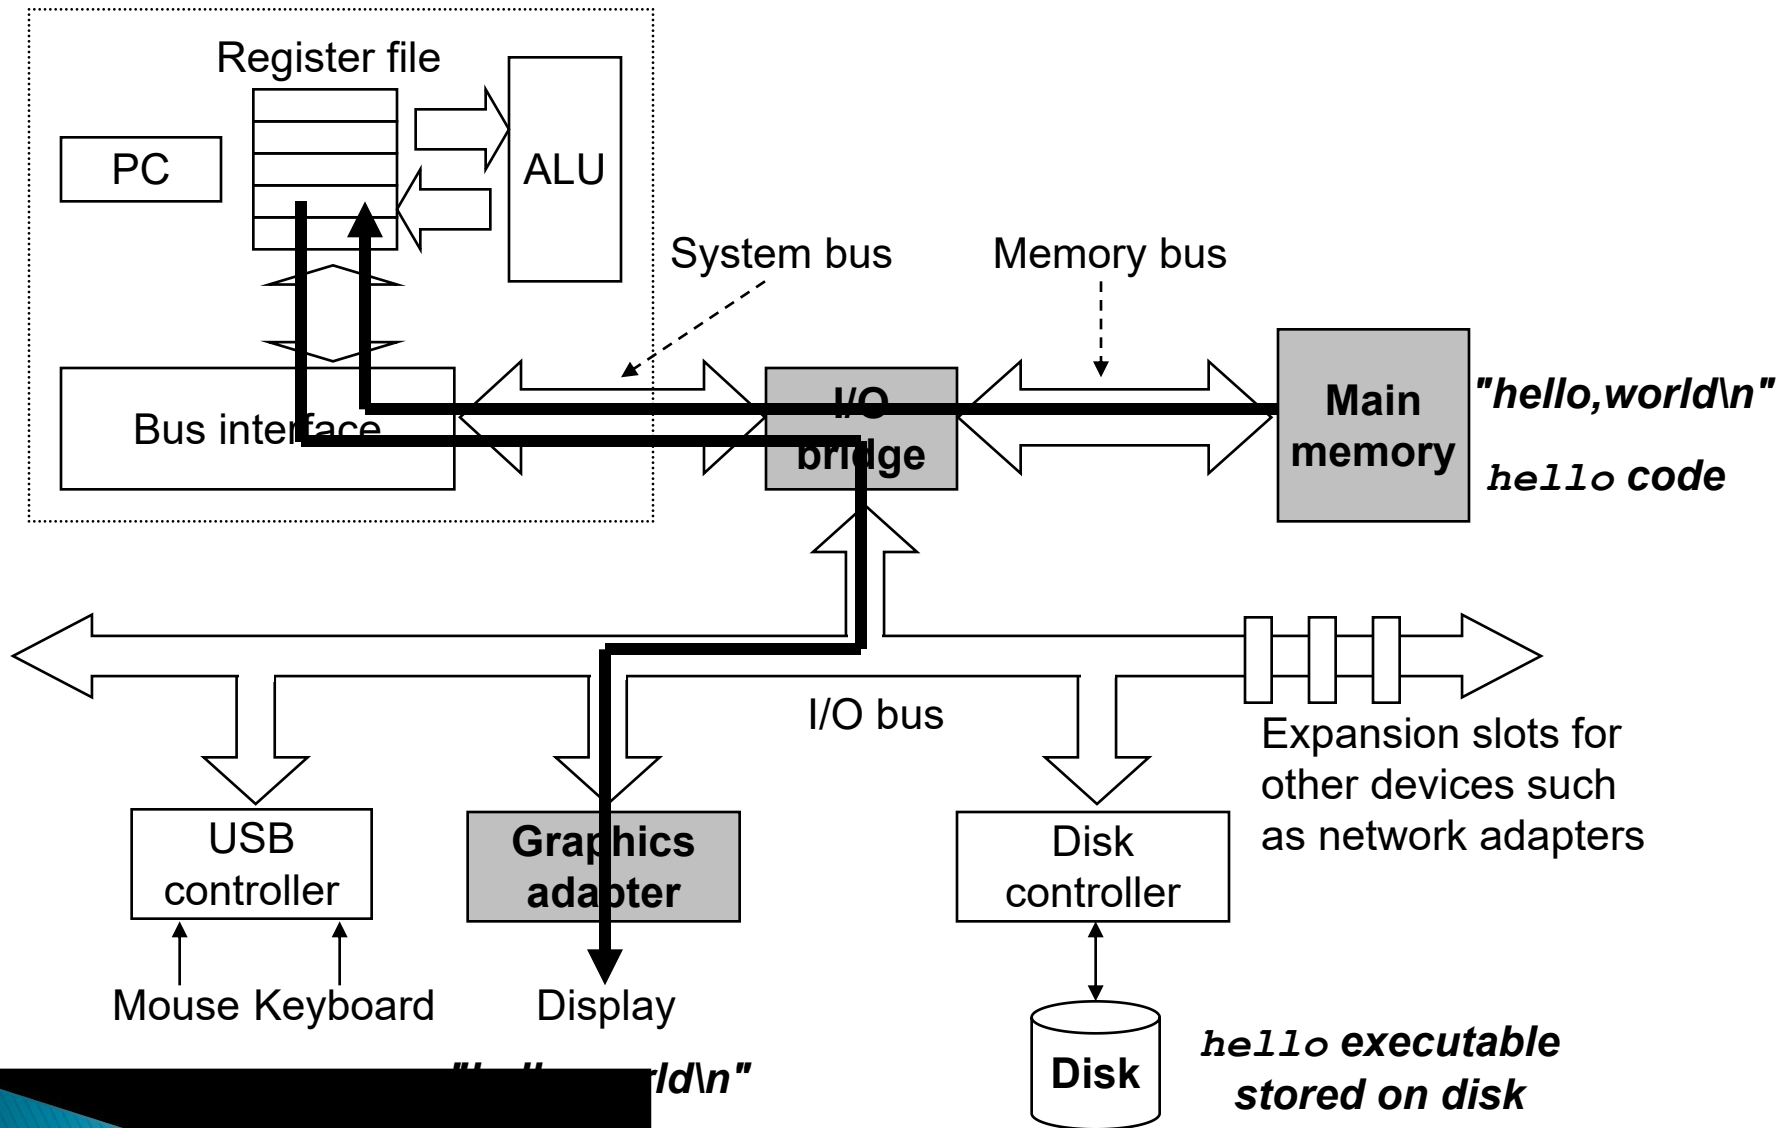 Register file
PC
ALU
System bus
Memory bus
Bus interface
I/O
bridge
Main
memory
"hello,world\n"
hello code
I/O bus
Expansion slots for
other devices such
as network adapters
USB
controller
Graphics
adapter
Disk
controller
Mouse Keyboard
Display
Disk
hello executable
stored on disk